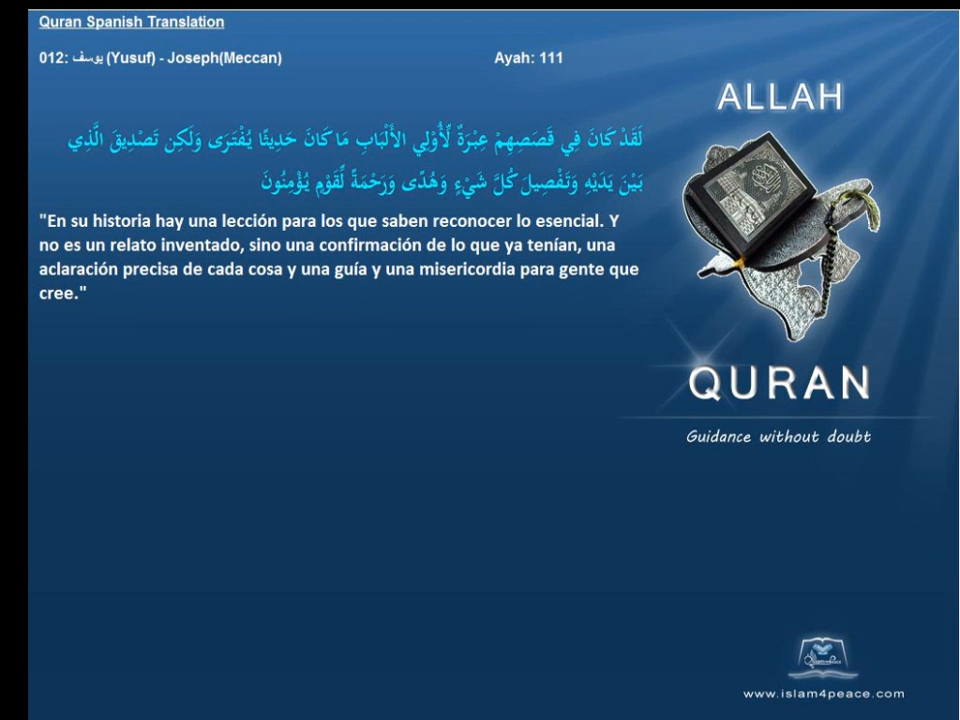 Quran Spanish Translation
012: يوسف (Yusuf) - Joseph(Meccan) Ayah: 111
لَقَدْ كَانَ فِي قَصَصِهِمْ عِبْرَةٌ لِّأُوْلِي الأَلْبَابِ مَا كَانَ حَدِيثًا يُفْتَرَى وَلَكِن تَصْدِيقَ الَّذِي
بَيْنَ يَدَيْهِ وَتَفْصِيلَ كُلَّ شَيْءٍ وَهُدًى وَرَحْمَةً لِّقَوْمٍ يُؤْمِنُونَ
"En su historia hay una lección para los que saben reconocer lo esencial. Y
no es un relato inventado, sino una confirmación de lo que ya tenían, una
aclaración precisa de cada cosa y una guía y una misericordia para gente que
cree."
ALLAH
QURAN
Guidance without doubt
www.islam4peace.com